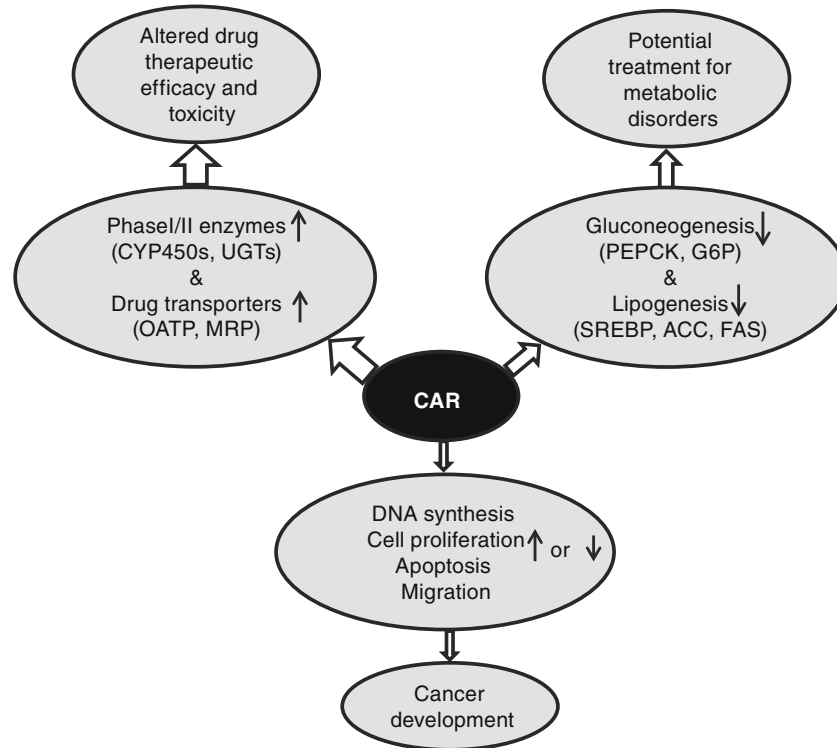 Altered drug
therapeutic
efficacy and
toxicity
Potential
treatment for
metabolic
disorders
PhaseI/II enzymes ↑
(CYP450s, UGTs)
&
Drug transporters ↑
(OATP, MRP)
Gluconeogenesis ↓
(PEPCK, G6P)
&
Lipogenesis ↓
(SREBP, ACC, FAS)
CAR
DNA synthesis
Cell proliferation ↑ or ↓
Apoptosis
Migration
Cancer
development